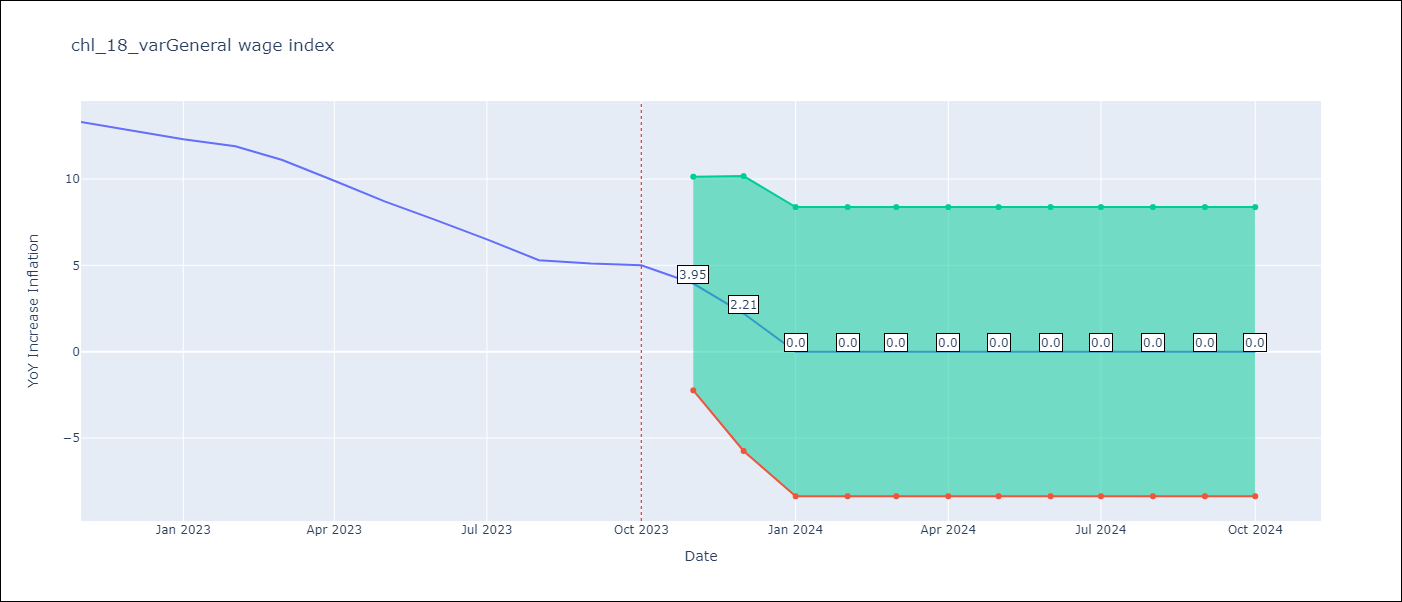 chl_18_varGeneral wage index
YoY Increase Inflation
10
5
0
−5
3.95
2.21
0.0 0.0 0.0 0.0 0.0 0.0 0.0 0.0 0.0 0.0
Jan 2023 Apr 2023 Jul 2023 Oct 2023 Jan 2024 Apr 2024 Jul 2024 Oct 2024
Date